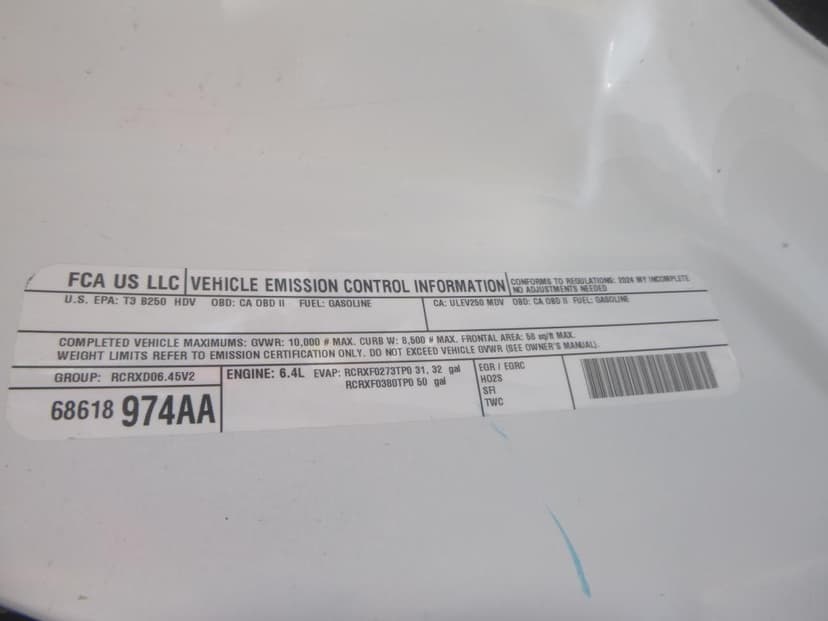 FCA US LLC VEHICLE EMISSION CONTROL INFORMATION CONFORMS TO REGULATIONS: 2024 MY INCOMPLETE
NO ADJUSTMENTS NEEDED
U.S. EPA: T3 B250 HDV OBD: CA OBD II FUEL: GASOLINE CA: ULEV250 MDV OBD: CA OBD II FUEL: GASOLINE
COMPLETED VEHICLE MAXIMUMS: GVWR: 10,000 # MAX. CURB W: 8,500 # MAX. FRONTAL AREA: 58 sq/ft MAX.
WEIGHT LIMITS REFER TO EMISSION CERTIFICATION ONLY. DO NOT EXCEED VEHICLE GVWR (SEE OWNER'S MANUAL).
GROUP: RCRXD06.45V2
68618 974AA
ENGINE: 6.4L EVAP: RCRXF0273TP0 31, 32 gal
RCRXF0380TP0 50 gal
EGR / EGRC
HO2S
SFI
TWC